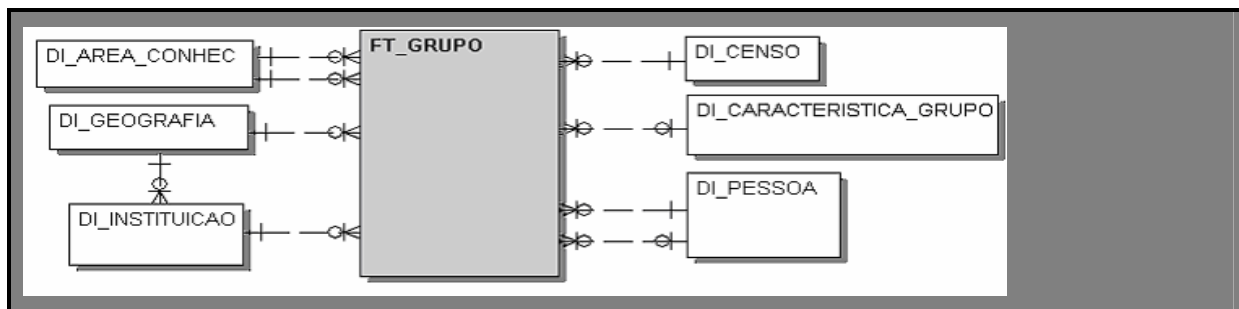 FT_GRUPO
DI_AREA_CONHEC
DI_GEOGRAFIA
DI_INSTITUICAO
DI_CENSO
DI_CARACTERISTICA_GRUPO
DI_PESSOA